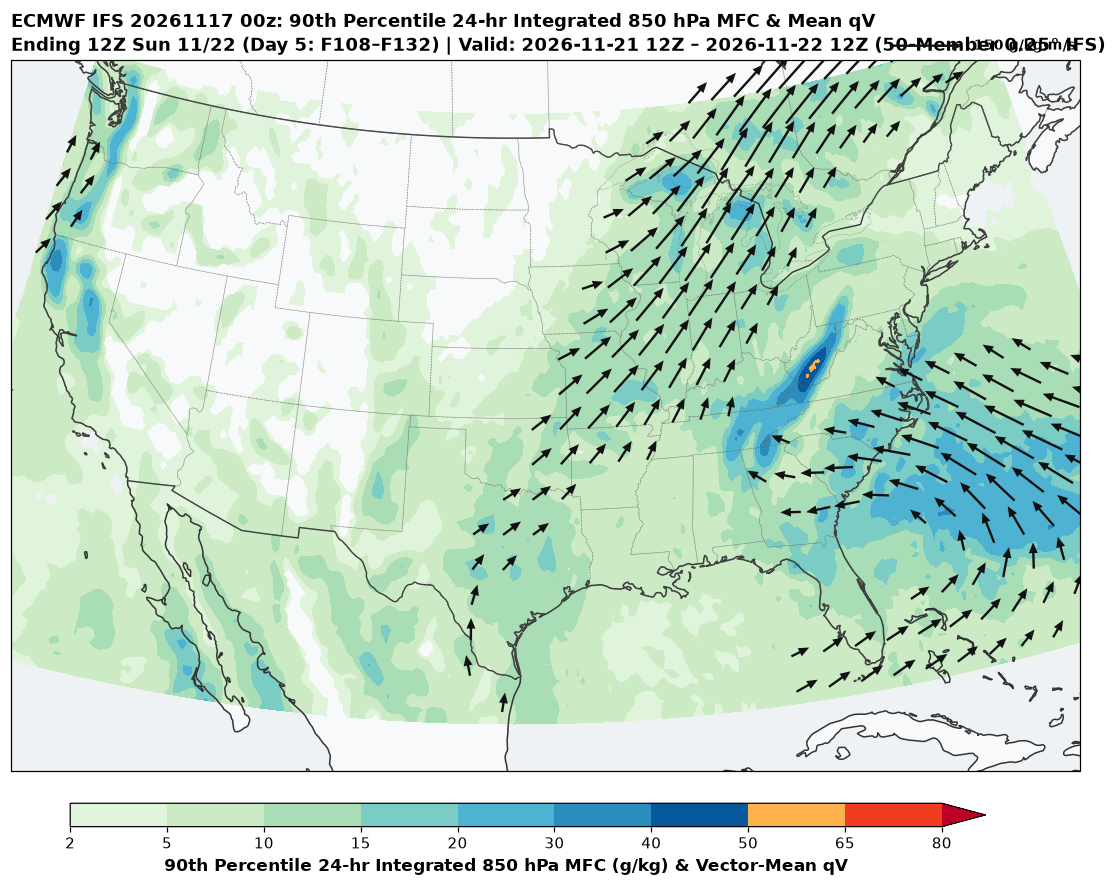 ECMWF IFS 20261117 00z: 90th Percentile 24-hr Integrated 850 hPa MFC & Mean qV
Ending 12Z Sun 11/22 (Day 5: F108–F132) | Valid: 2026-11-21 12Z – 2026-11-22 12Z (50-Member 0.25° IFS)
150 g/kg·m/s
2 5 10 15 20 30 40 50 65 80
90th Percentile 24-hr Integrated 850 hPa MFC (g/kg) & Vector-Mean qV